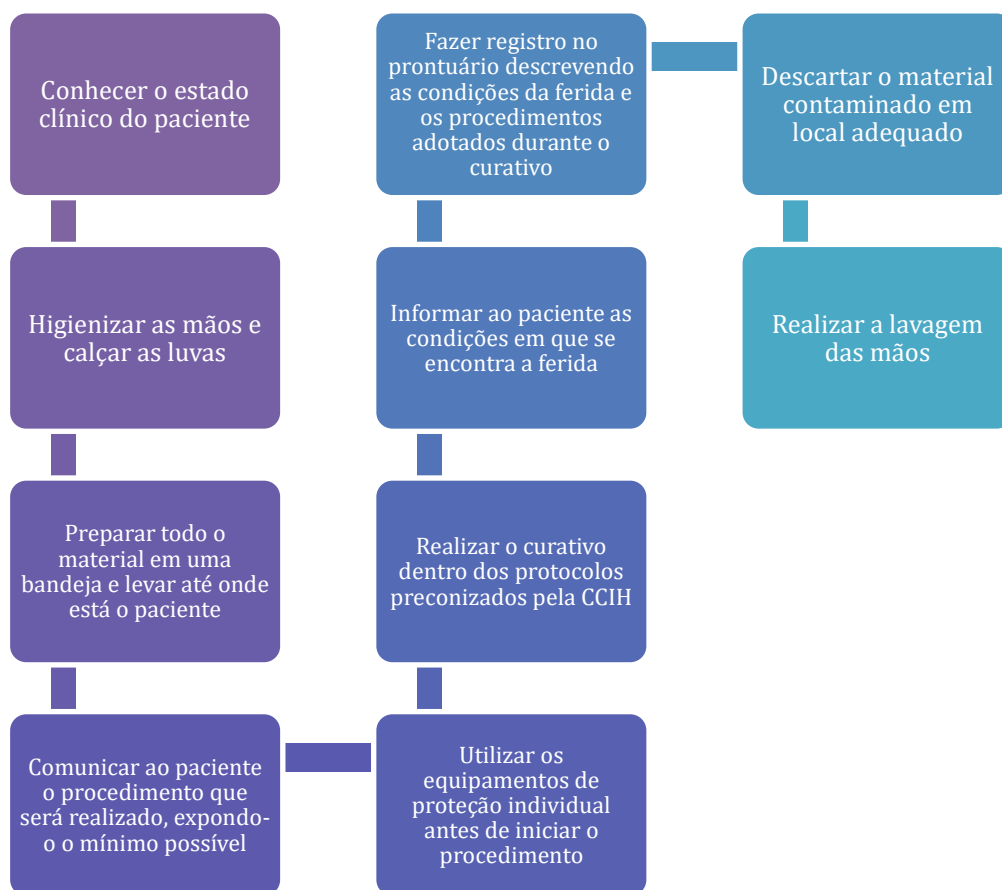 Conhecer o estado
clínico do paciente
Higienizar as mãos e
calçar as luvas
Preparar todo o
material em uma
bandeja e levar até onde
está o paciente
Comunicar ao paciente
o procedimento que
será realizado, expondo-
o o mínimo possível
Utilizar os
equipamentos de
proteção individual
antes de iniciar o
procedimento
Realizar o curativo
dentro dos protocolos
preconizados pela CCIH
Informar ao paciente as
condições em que se
encontra a ferida
Fazer registro no
prontuário descrevendo
as condições da ferida e
os procedimentos
adotados durante o
curativo
Descartar o material
contaminado em
local adequado
Realizar a lavagem
das mãos